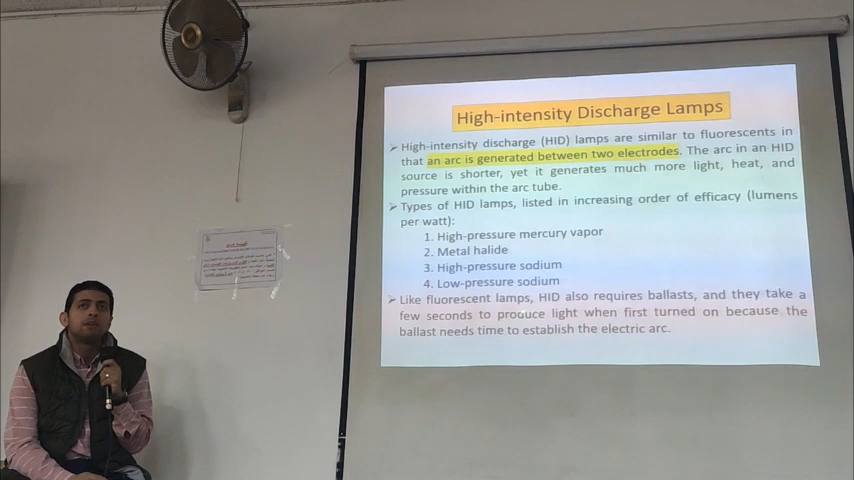 High-intensity Discharge Lamps
➢ High-intensity discharge (HID) lamps are similar to fluorescents in
that an arc is generated between two electrodes. The arc in an HID
source is shorter, yet it generates much more light, heat, and
pressure within the arc tube.
➢ Types of HID lamps, listed in increasing order of efficacy (lumens
per watt):
1. High-pressure mercury vapor
2. Metal halide
3. High-pressure sodium
4. Low-pressure sodium
➢ Like fluorescent lamps, HID also requires ballasts, and they take a
few seconds to produce light when first turned on because the
ballast needs time to establish the electric arc.